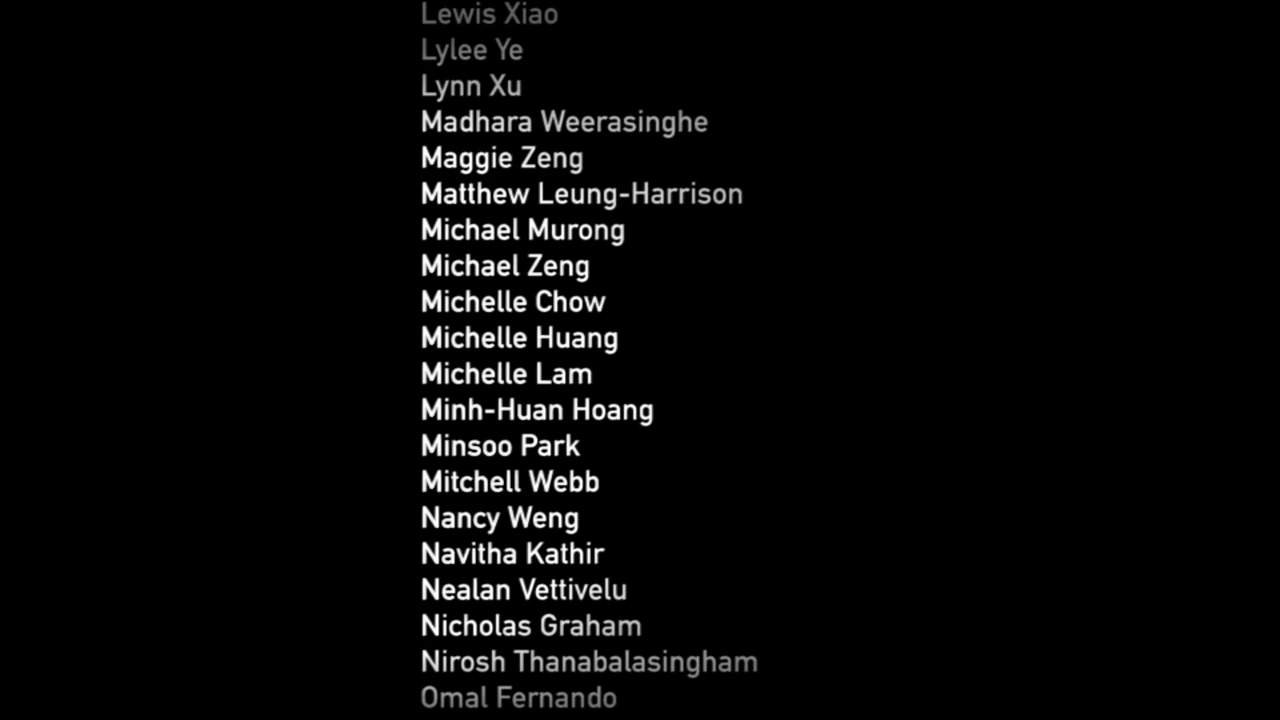 Lewis Xiao
Lylee Ye
Lynn Xu
Madhara Weerasinghe
Maggie Zeng
Matthew Leung-Harrison
Michael Murong
Michael Zeng
Michelle Chow
Michelle Huang
Michelle Lam
Minh-Huan Hoang
Minsoo Park
Mitchell Webb
Nancy Weng
Navitha Kathir
Nealan Vettivelu
Nicholas Graham
Nirosh Thanabalasingham
Omal Fernando